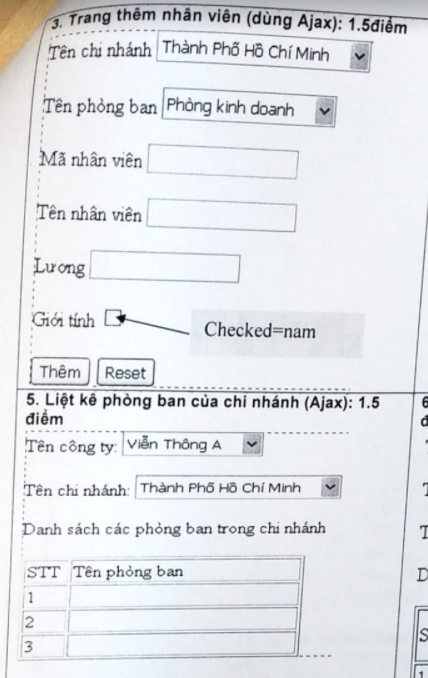 3. Trang thêm nhân viên (dùng Ajax): 1.5điểm
Tên chi nhánh Thành Phố Hồ Chí Minh
Tên phòng ban Phòng kinh doanh
Mã nhân viên
Tên nhân viên
Lương
Giới tính
Checked=nam
Thêm Reset
5. Liệt kê phòng ban của chi nhánh (Ajax): 1.5
điểm
Tên công ty: Viễn Thông A
Tên chi nhánh: Thành Phố Hồ Chí Minh
Danh sách các phòng ban trong chi nhánh
STT Tên phòng ban
1
2
3